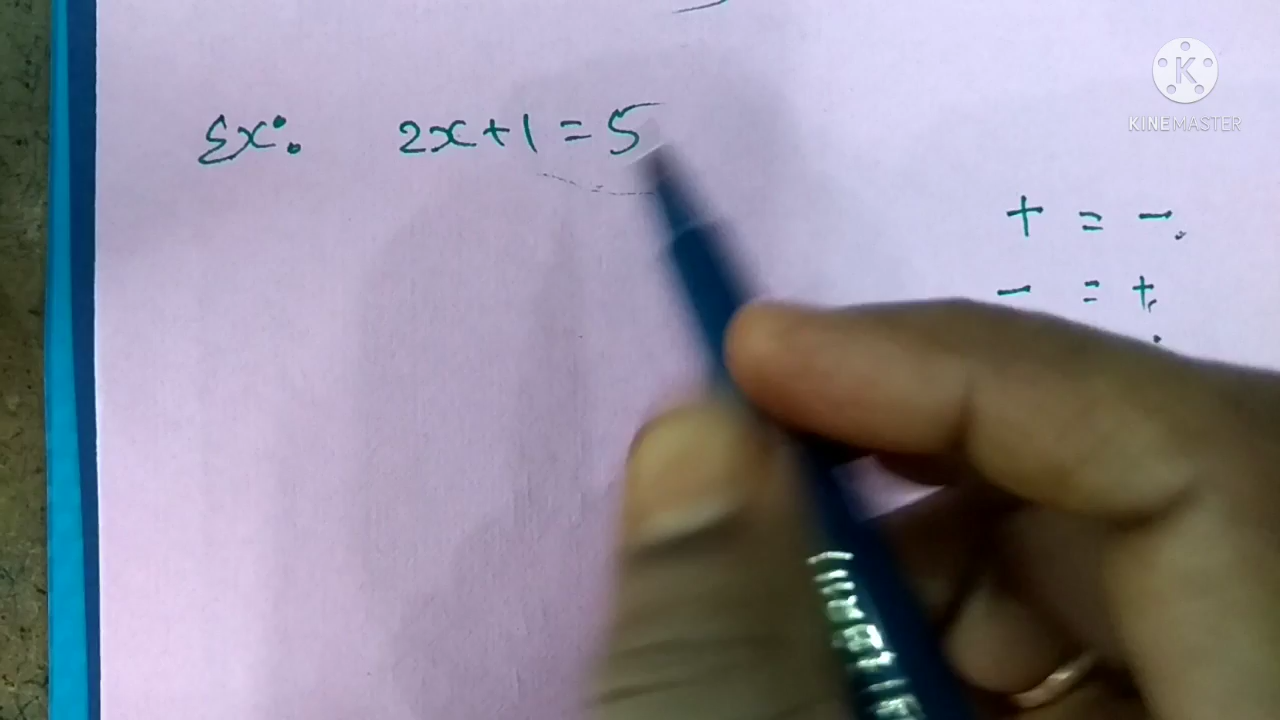 Ex: 2x+1=5
+ = -
- = +
KINEMASTER